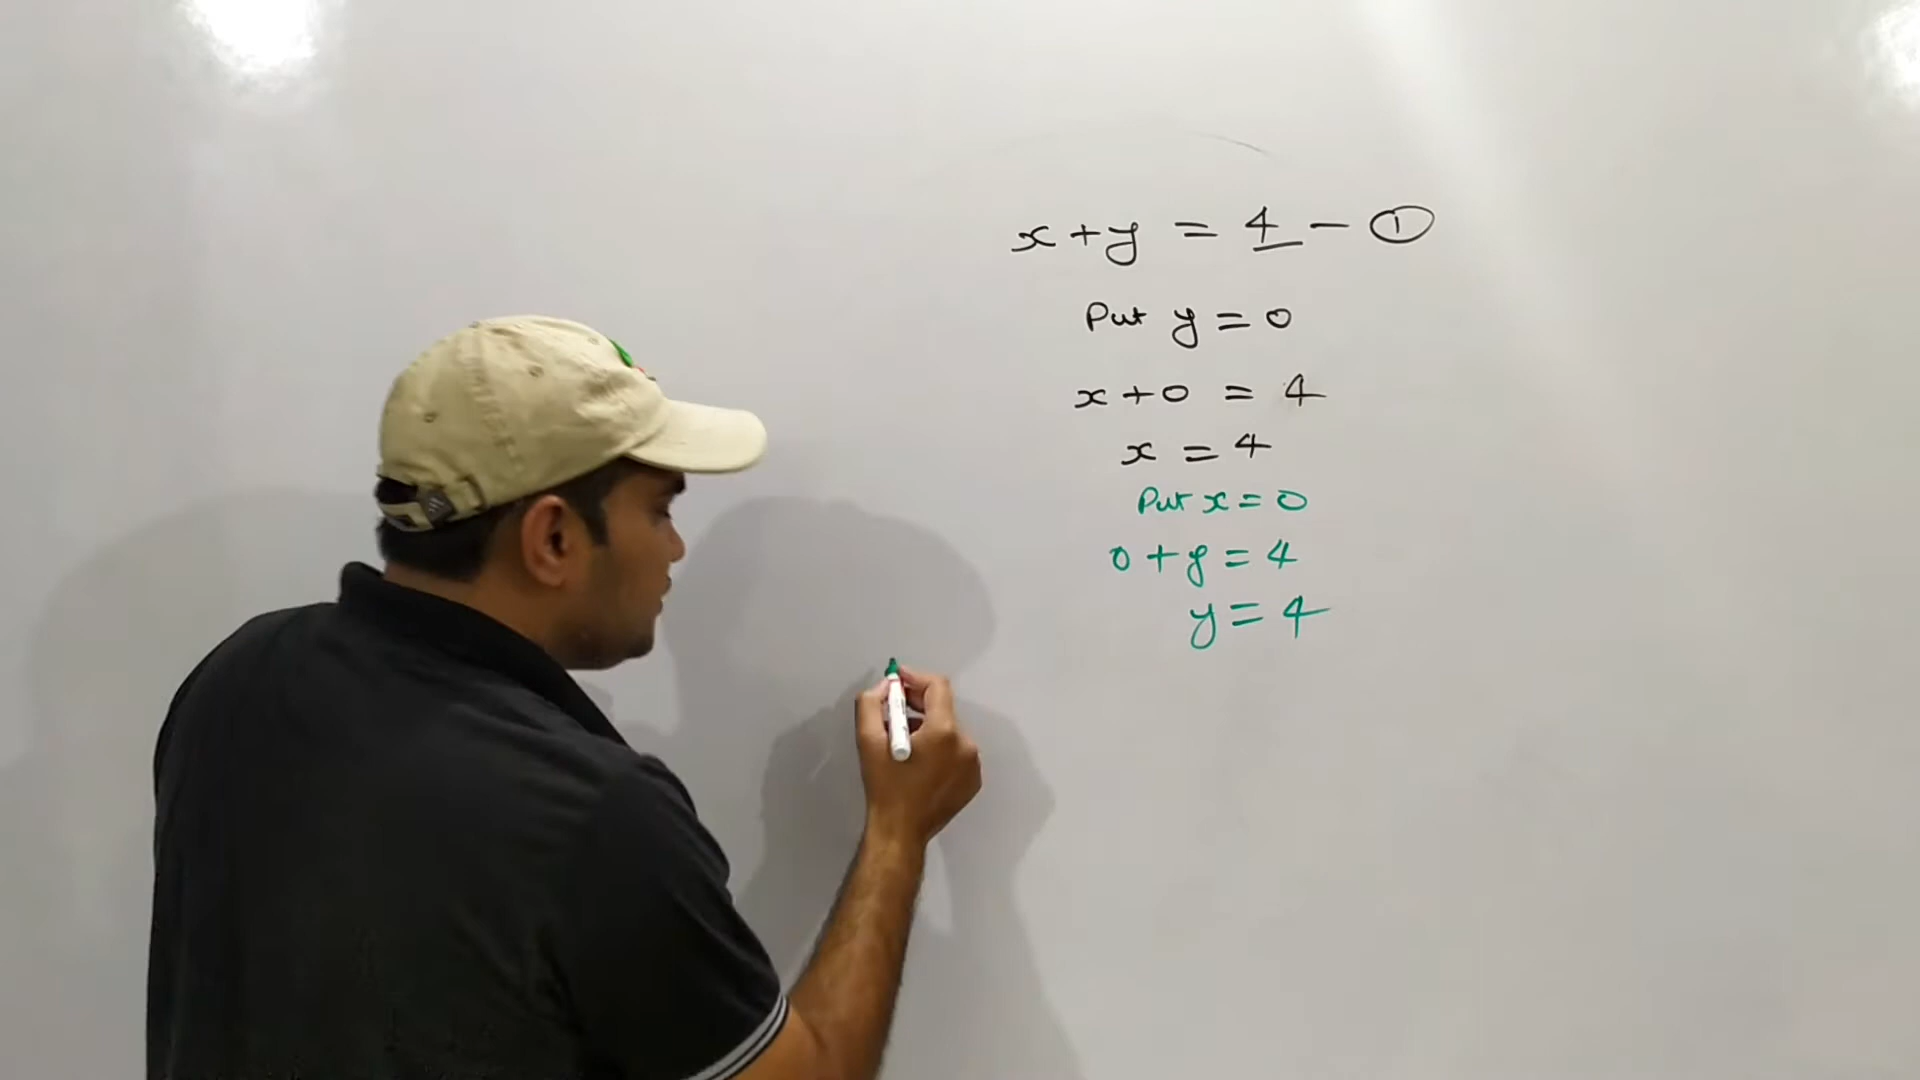 x+y = 4 - ①
Put y = 0
x+0 = 4
x = 4
Put x = 0
0+y = 4
y = 4